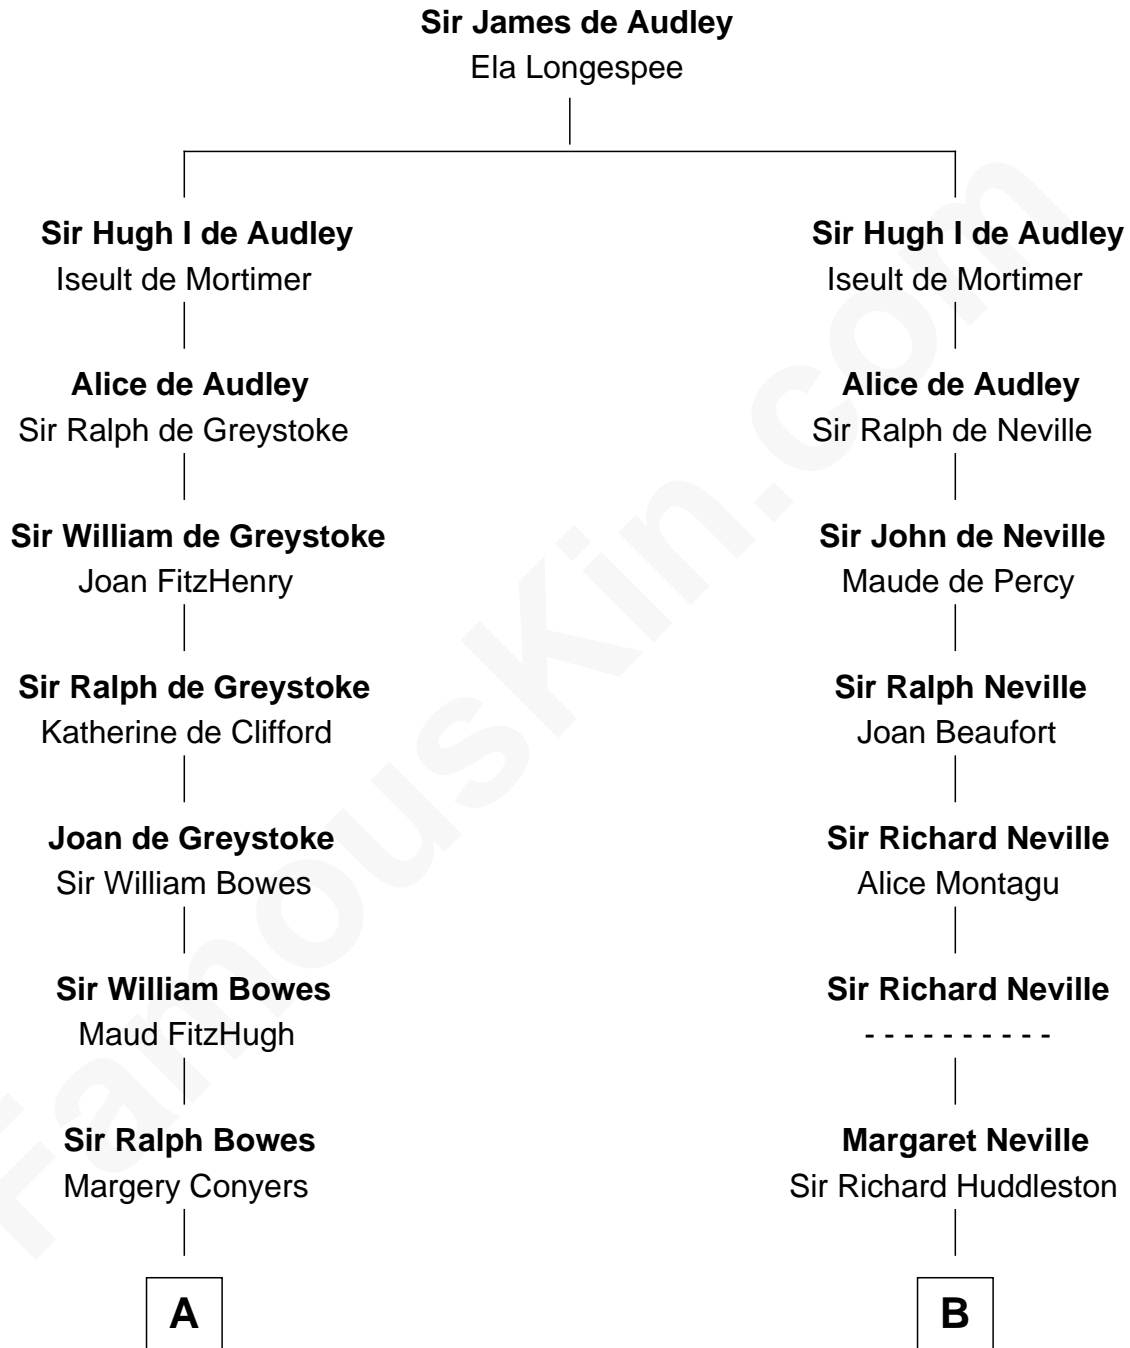 Sir James de Audley
Ela Longespee
Sir Hugh I de Audley
Iseult de Mortimer
Sir Hugh I de Audley
Iseult de Mortimer
Alice de Audley
Sir Ralph de Greystoke
Alice de Audley
Sir Ralph de Neville
Sir William de Greystoke
Joan FitzHenry
Sir John de Neville
Maude de Percy
Sir Ralph de Greystoke
Katherine de Clifford
Sir Ralph Neville
Joan Beaufort
Joan de Greystoke
Sir William Bowes
Sir Richard Neville
Alice Montagu
Sir William Bowes
Maud FitzHugh
Sir Richard Neville
- - - - - - - - - -
Sir Ralph Bowes
Margery Conyers
Margaret Neville
Sir Richard Huddleston
A
B
FamousKin.com